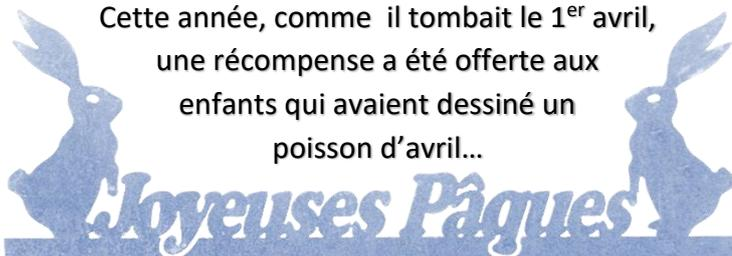 Cette année, comme  il tombait le 1er avril,
une récompense a été offerte aux
enfants qui avaient dessiné un
poisson d’avril…
Joyeuses Pâques